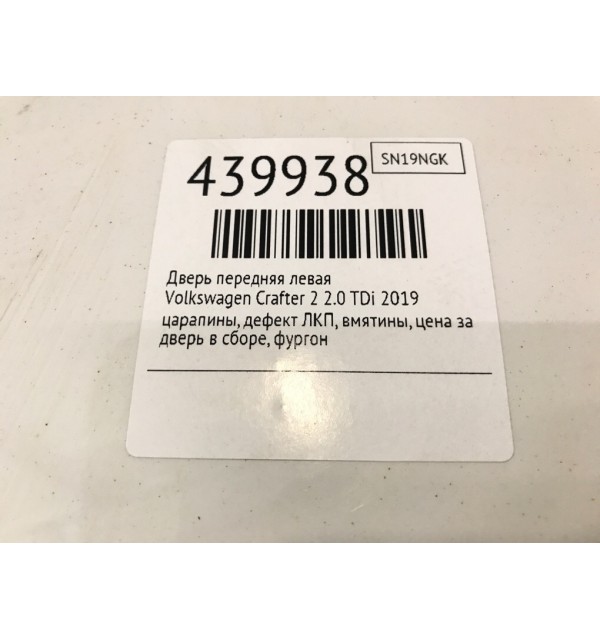 439938
SN19NGK
Дверь передняя левая
Volkswagen Crafter 2 2.0 TDi 2019
царапины, дефект ЛКП, вмятины, цена за
дверь в сборе, фургон